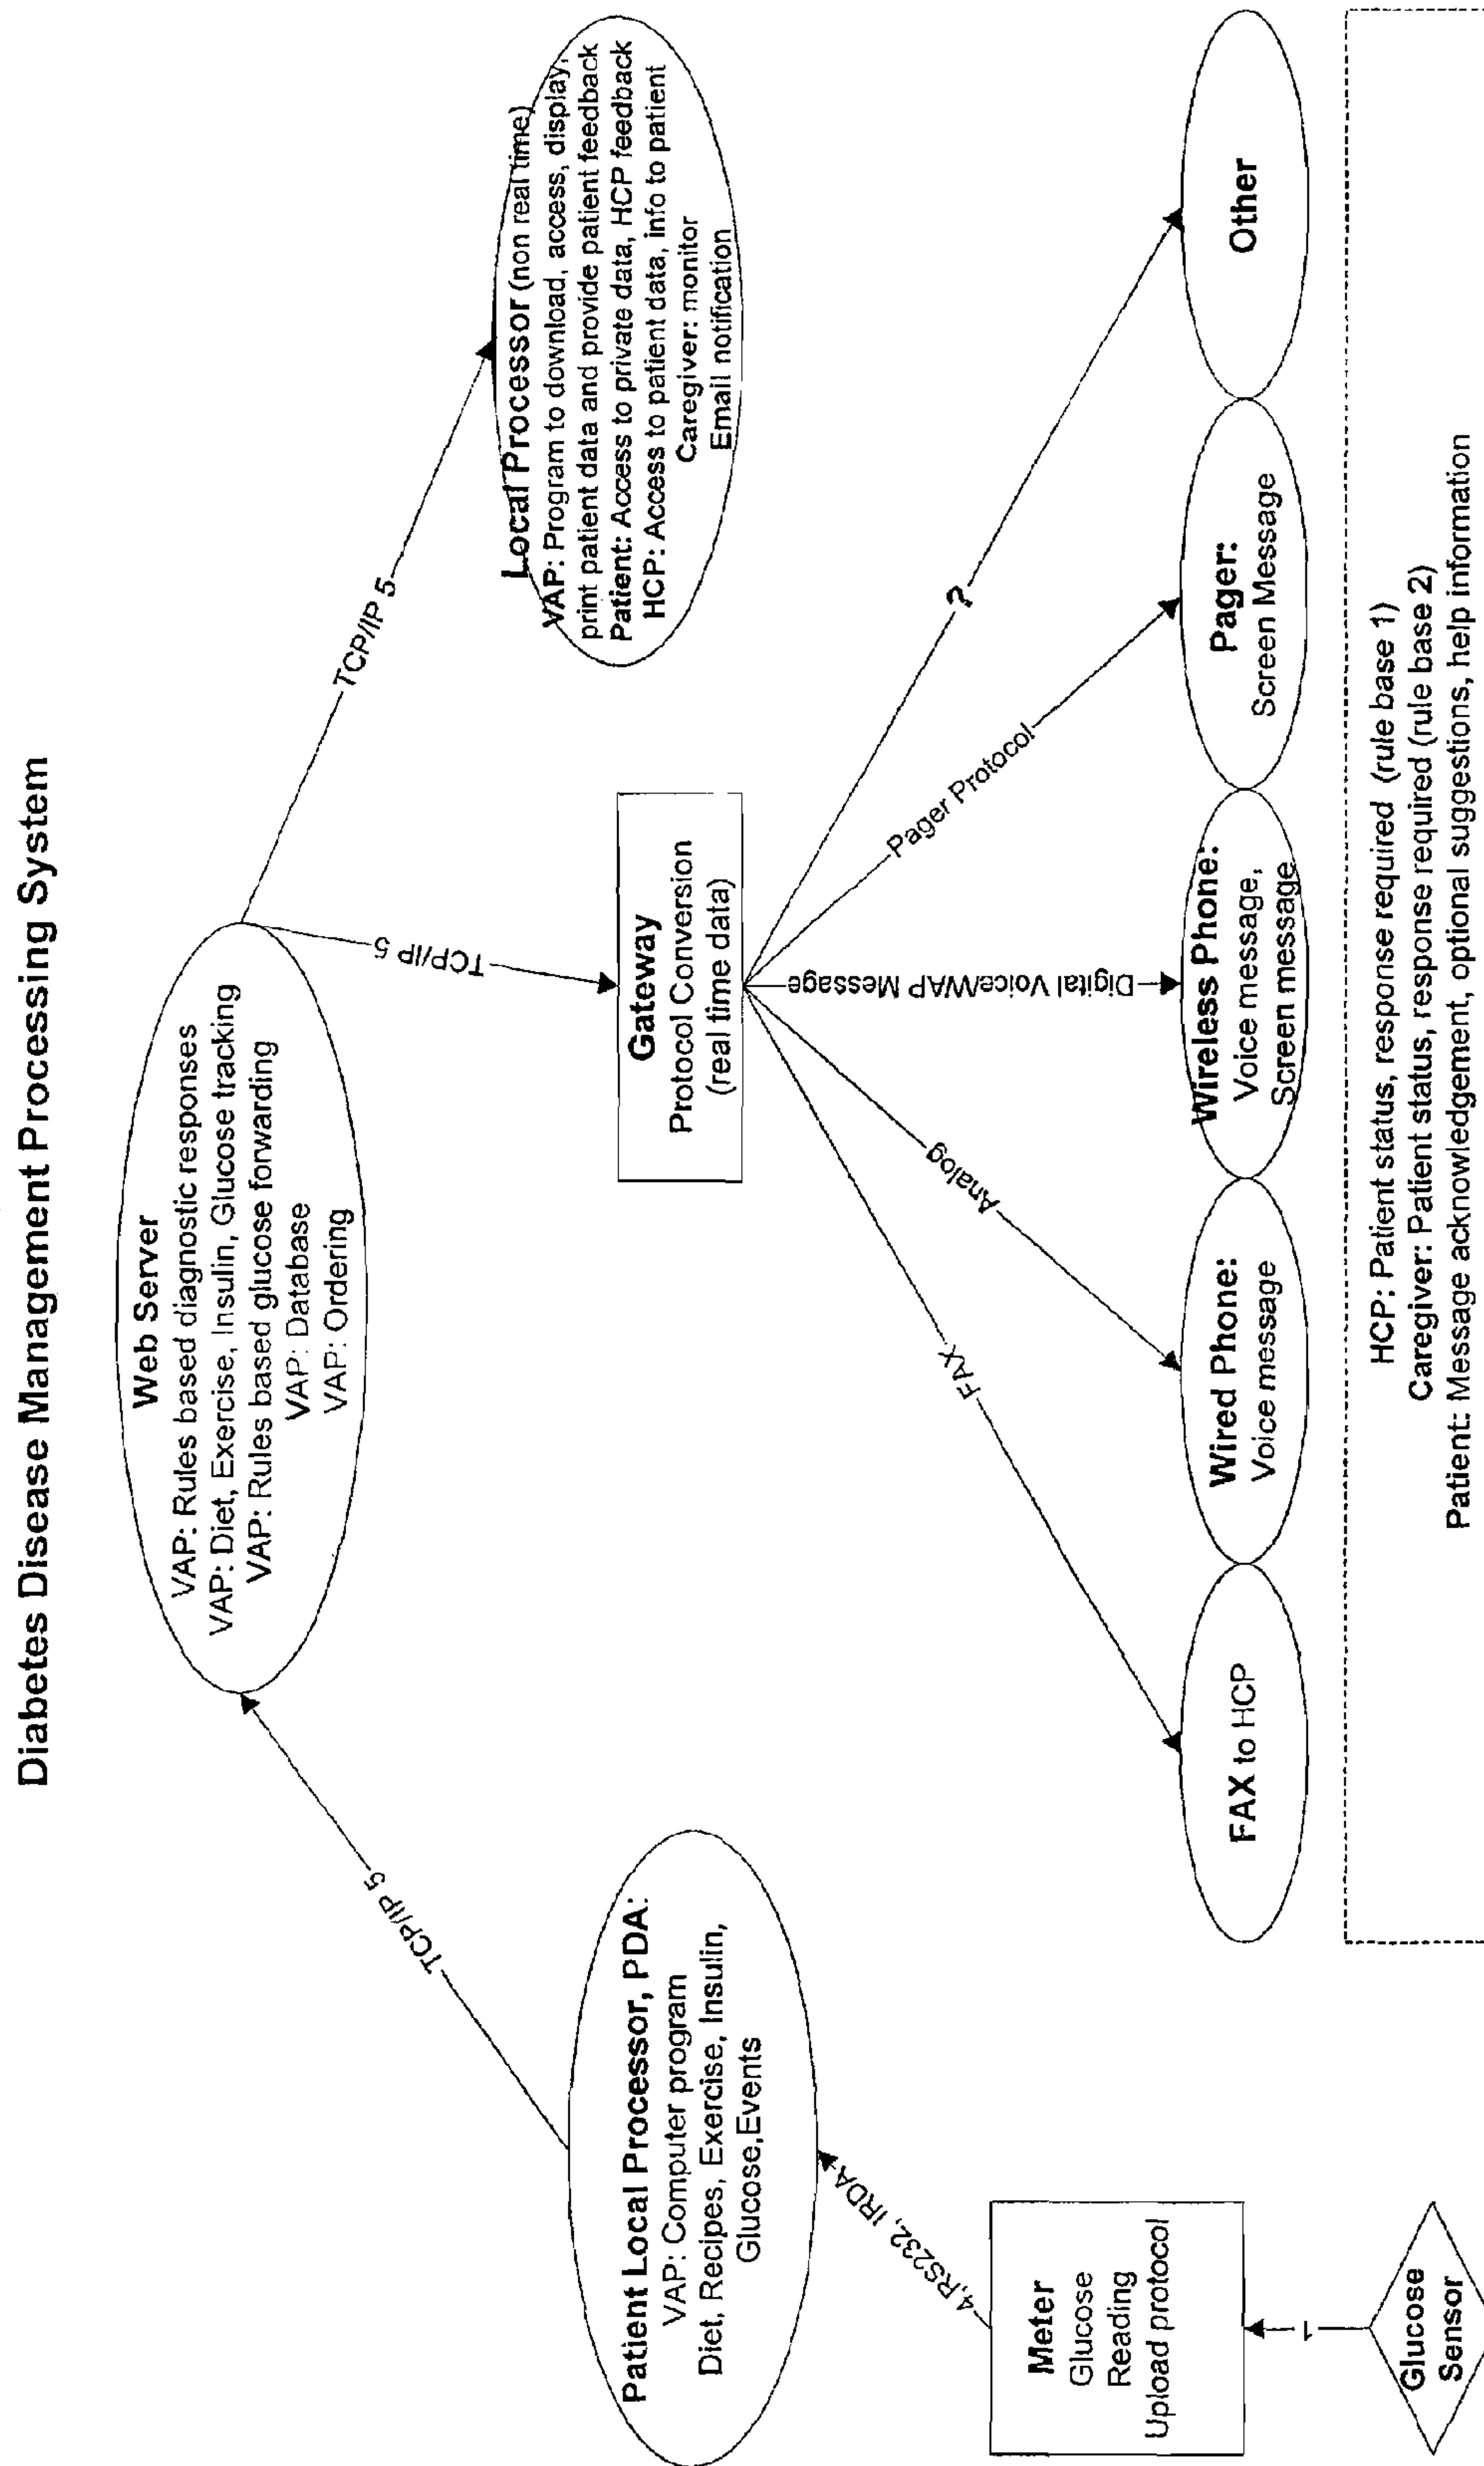 Diabetes Disease Management Processing System
Web Server
VAP: Rules based diagnostic responses
VAP: Diet, Exercise, Insulin, Glucose tracking
VAP: Rules based glucose forwarding
VAP: Database
VAP: Ordering
TCP/IP 5
TCP/IP 5
TCP/IP 5
Local Processor (non real time)
VAP: Program to download, access, display,
print patient data and provide patient feedback
Patient: Access to private data, HCP feedback
HCP: Access to patient data, info to patient
Caregiver: monitor
Email notification
Patient Local Processor, PDA:
VAP: Computer program
Diet, Recipes, Exercise, Insulin,
Glucose,Events
Gateway
Protocol Conversion
(real time data)
4,RS232, IRDA
FAX
Analog
Digital Voice/WAP Message
Pager Protocol
?
Meter
Glucose
Reading
Upload protocol
1
Glucose
Sensor
FAX to HCP
Wired Phone:
Voice message
Wireless Phone:
Voice message,
Screen message
Pager:
Screen Message
Other
HCP: Patient status, response required (rule base 1)
Caregiver: Patient status, response required (rule base 2)
Patient: Message acknowledgement, optional suggestions, help information